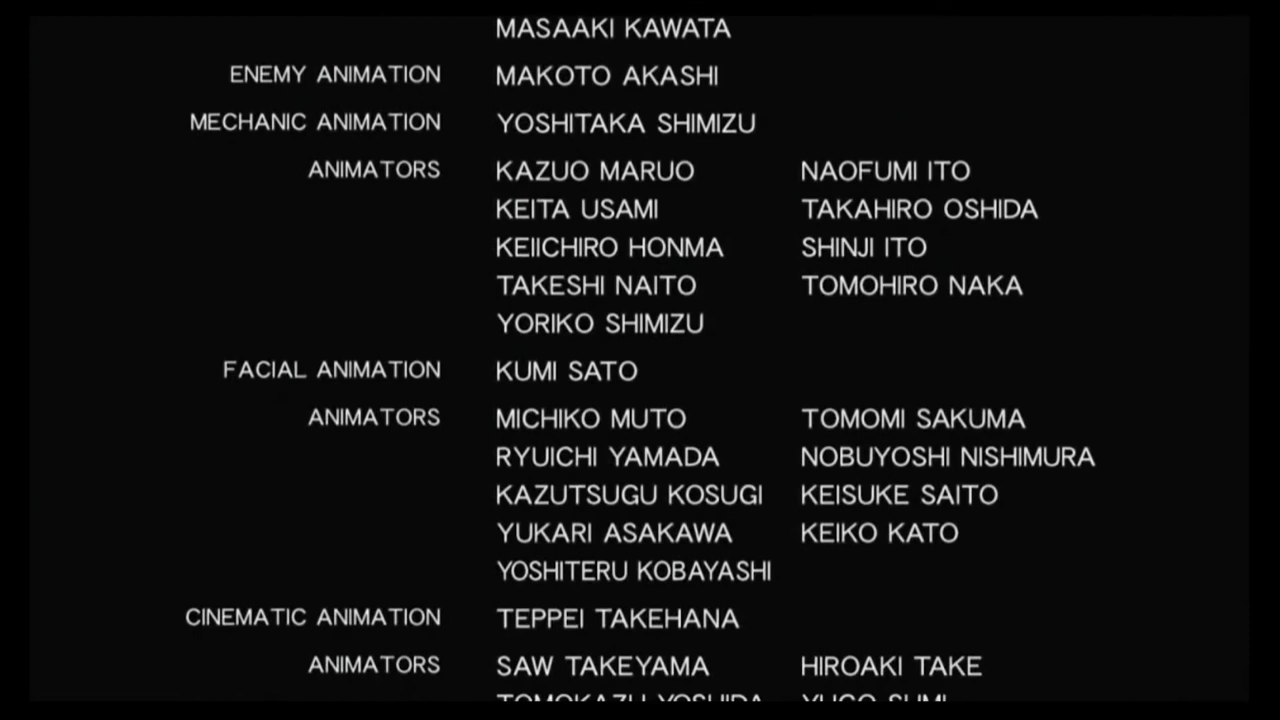 MASAAKI KAWATA
ENEMY ANIMATION MAKOTO AKASHI
MECHANIC ANIMATION YOSHITAKA SHIMIZU
ANIMATORS KAZUO MARUO NAOFUMI ITO
KEITA USAMI TAKAHIRO OSHIDA
KEIICHIRO HONMA SHINJI ITO
TAKESHI NAITO TOMOHIRO NAKA
YORIKO SHIMIZU
FACIAL ANIMATION KUMI SATO
ANIMATORS MICHIKO MUTO TOMOMI SAKUMA
RYUICHI YAMADA NOBUYOSHI NISHIMURA
KAZUTSUGU KOSUGI KEISUKE SAITO
YUKARI ASAKAWA KEIKO KATO
YOSHITERU KOBAYASHI
CINEMATIC ANIMATION TEPPEI TAKEHANA
ANIMATORS SAW TAKEYAMA HIROAKI TAKE
TOMOKAZU YOSHIDA